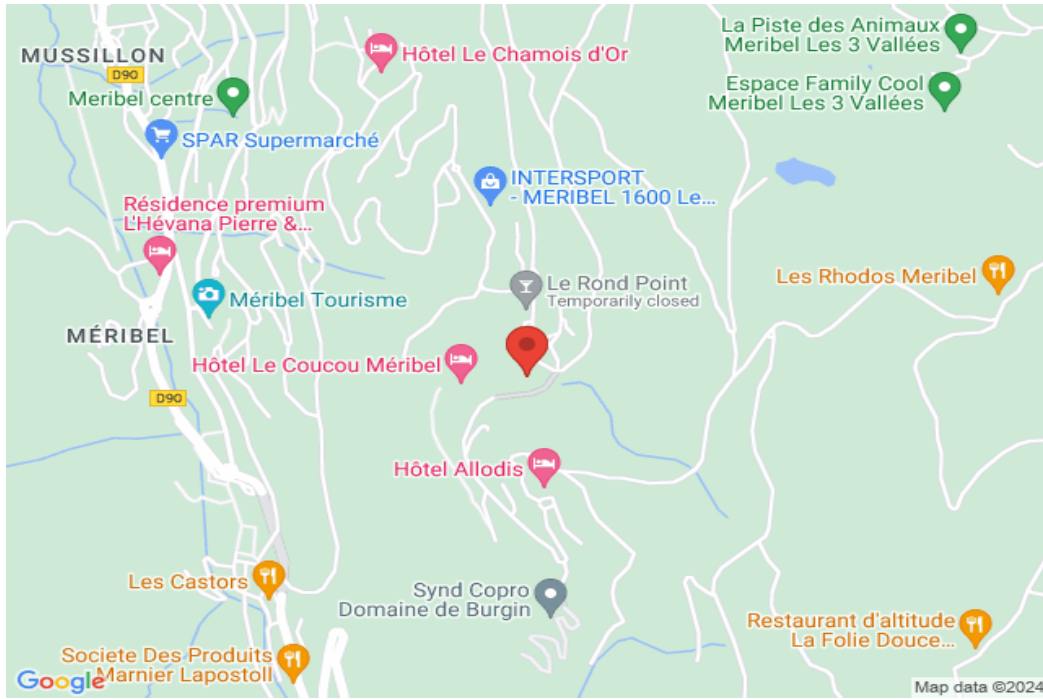 La Piste des Animaux
Meribel Les 3 Vallées
MUSSILLON
Hôtel Le Chamois d'Or
D90
Espace Family Cool
Meribel Les 3 Vallées
Meribel centre
SPAR Supermarché
INTERSPORT
- MERIBEL 1600 Le...
Résidence premium
L'Hévana Pierre &...
Les Rhodos Meribel
Le Rond Point
Temporarily closed
Méribel Tourisme
MÉRIBEL
Hôtel Le Coucou Méribel
D90
Hôtel Allodis
Les Castors
Synd Copro
Domaine de Burgin
Restaurant d'altitude
La Folie Douce...
Societe Des Produits
Marnier Lapostoll
Google
Map data ©2024